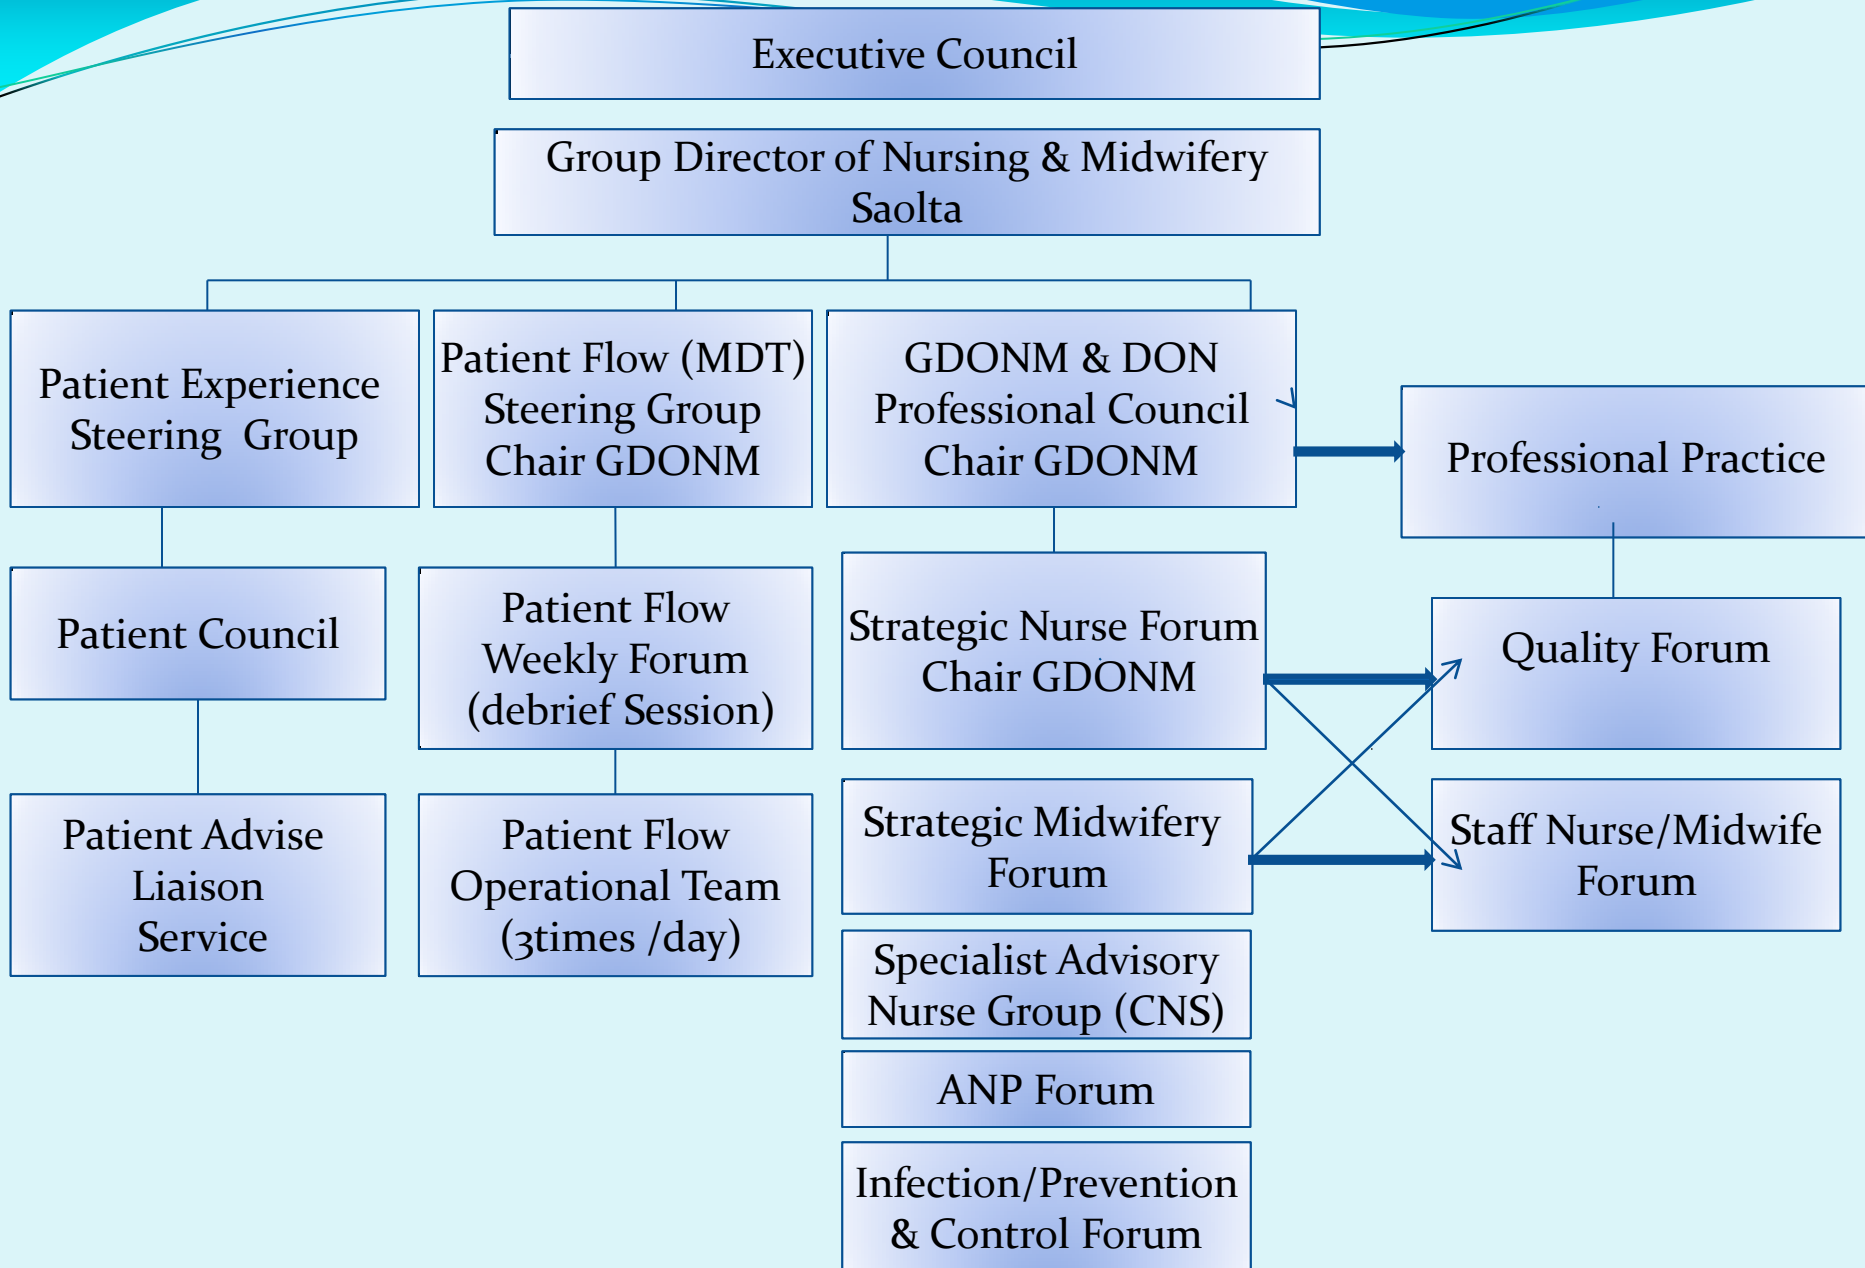 Executive Council
Group Director of Nursing & Midwifery
Saolta
Patient Experience
Steering  Group
Patient Flow (MDT)
Steering Group
Chair GDONM
GDONM & DON
Professional Council
Chair GDONM
Professional Practice
Patient Council
Patient Flow
Weekly Forum
(debrief Session)
Strategic Nurse Forum
Chair GDONM
Quality Forum
Patient Advise
Liaison
Service
Patient Flow
Operational Team
(3times /day)
Strategic Midwifery
Forum
Staff Nurse/Midwife
Forum
Specialist Advisory
Nurse Group (CNS)
ANP Forum
Infection/Prevention
& Control Forum